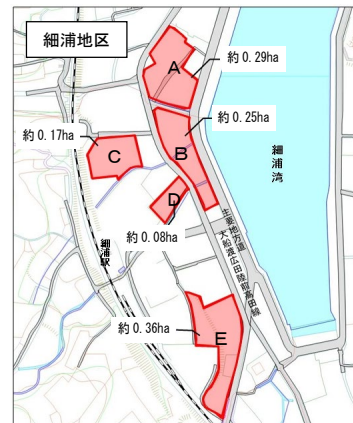 細浦地区
A
約0.29ha
約0.25ha
約0.17ha
C
B
D
約0.08ha
細浦湾
細浦駅
主要地方道
大船渡広田陸前高田線
約0.36ha
E